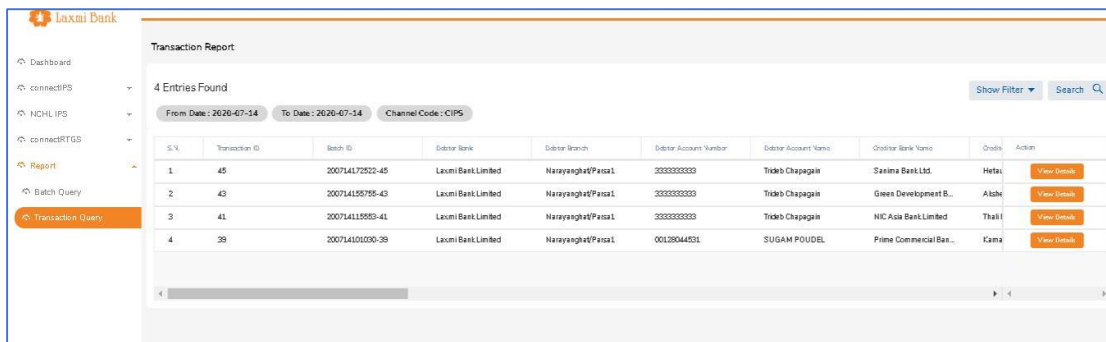 Laxmi Bank
Transaction Report
Dashboard
connectIPS
NCHL IPS
connectRTGS
Report
Batch Query
Transaction Query
4 Entries Found
Show Filter
Search
From Date : 2020-07-14 To Date : 2020-07-14 Channel Code : CIPS
S.N. Transaction ID Batch ID Debtor Bank Debtor Branch Debtor Account Number Debtor Account Name Creditor Bank Name Credito Action
1 45 200714172522-45 Laxmi Bank Limited Narayanghat/Parsa1 3333333333 Trideb Chapagain Sanima Bank Ltd. Hetau View Details
2 43 200714155755-43 Laxmi Bank Limited Narayanghat/Parsa1 3333333333 Trideb Chapagain Green Development B... Akshe View Details
3 41 200714115553-41 Laxmi Bank Limited Narayanghat/Parsa1 3333333333 Trideb Chapagain NIC Asia Bank Limited Thali View Details
4 39 200714101030-39 Laxmi Bank Limited Narayanghat/Parsa1 00128044531 SUGAM POUDEL Prime Commercial Ban... Kama View Details